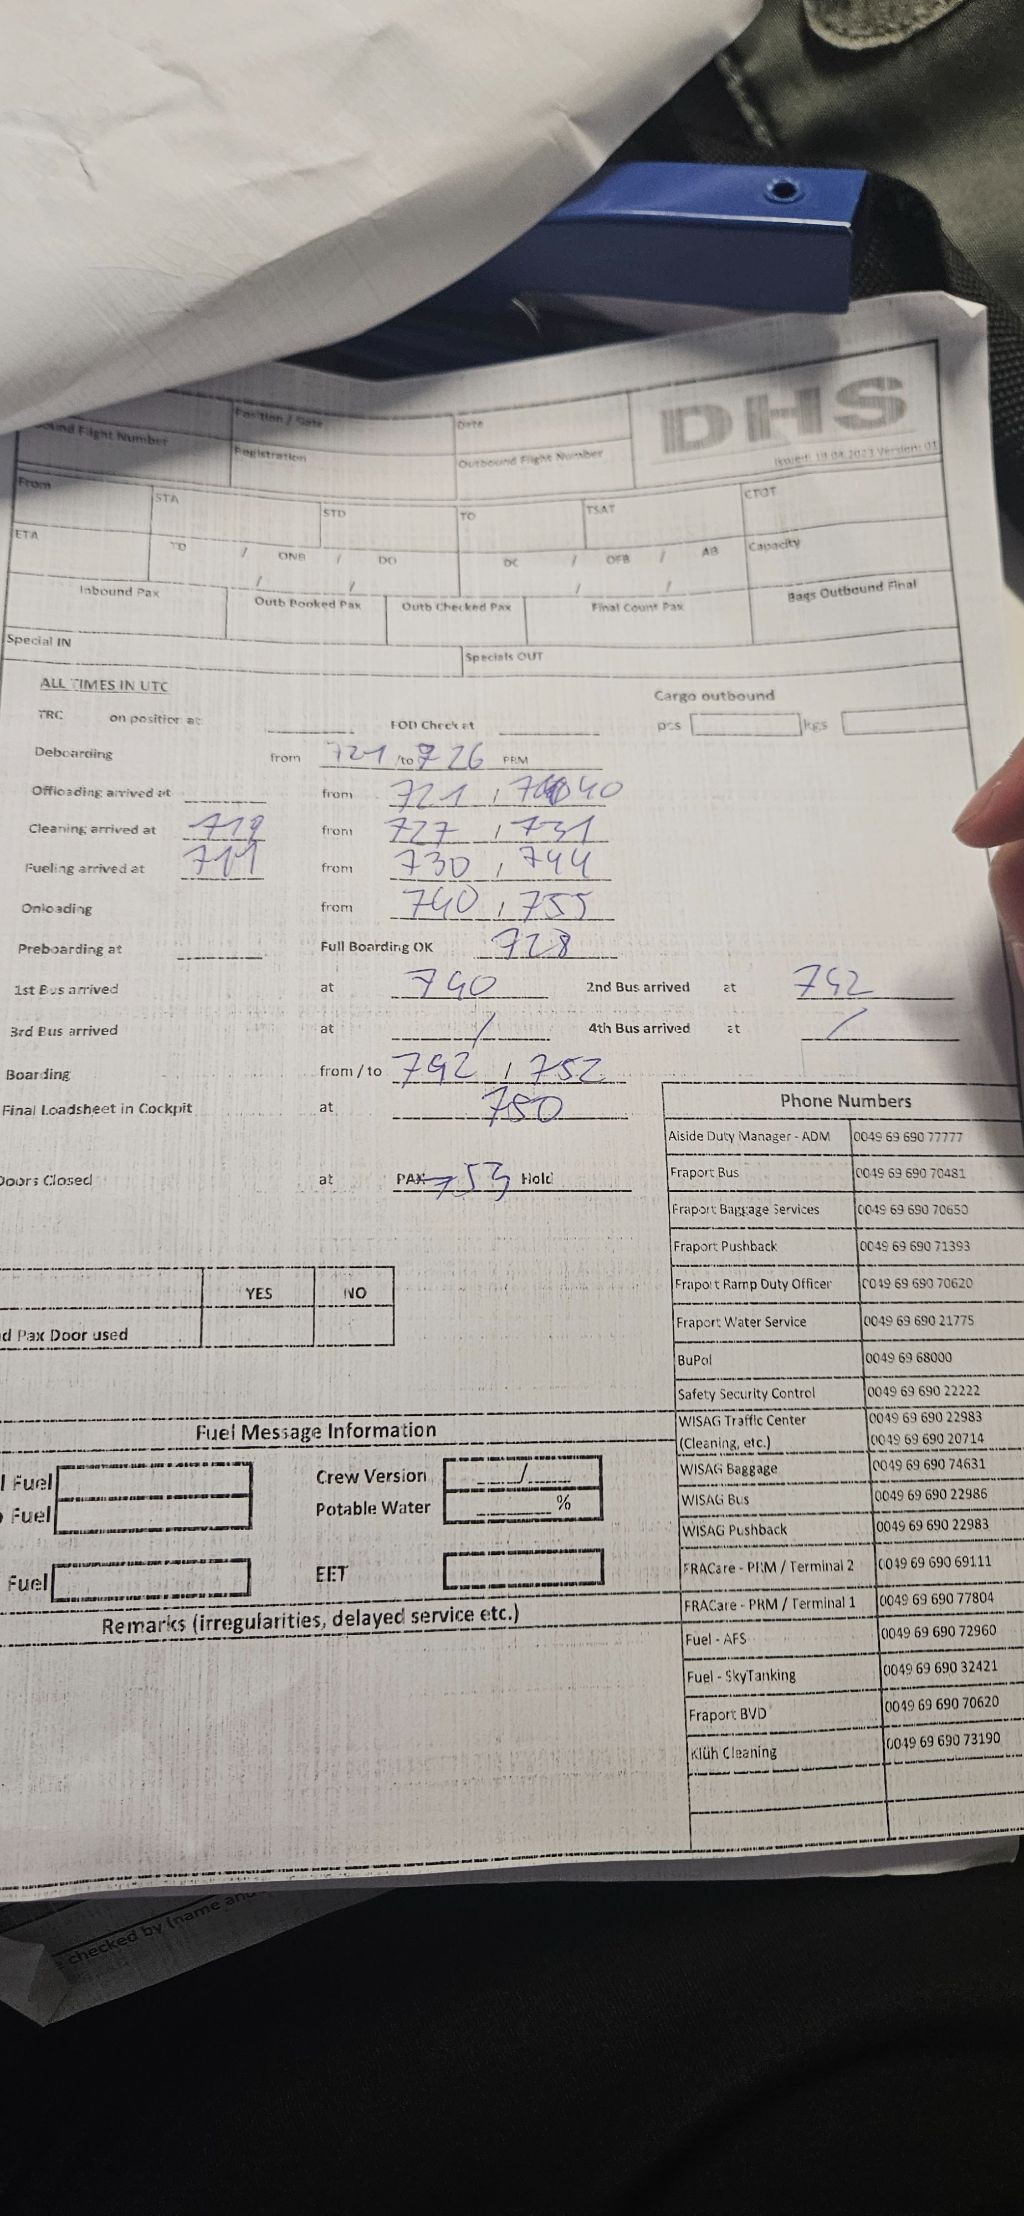 DHS
Issued: 19.04.2023 Version: 01
Position / Gate
Date
Flight Number
Registration
Outbound Flight Number
From
STA
STD
TO
TSAT
CTOT
ETA
TD / ONB / DO
DC / OFB / AB
Capacity
/ /
/ /
Inbound Pax
Outb Booked Pax
Outb Checked Pax
Final Count Pax
Bags Outbound Final
Special IN
Specials OUT
ALL TIMES IN UTC
Cargo outbound
TRC on position at
FOD Check at
pcs kgs
Deboarding from 721 /to 726 PRM
Offloading arrived at from 721 / 740
Cleaning arrived at 719 from 727 / 731
Fueling arrived at 711 from 730 / 744
Onloading from 740 / 755
Preboarding at Full Boarding OK 728
1st Bus arrived at 740 2nd Bus arrived at 742
3rd Bus arrived at / 4th Bus arrived at /
Boarding from / to 742 / 752
Final Loadsheet in Cockpit at 750
Doors Closed at PAX 753 Hold
YES NO
Pax Door used
Fuel Message Information
Fuel
Crew Version /
Fuel
Potable Water %
Fuel
EET
Remarks (irregularities, delayed service etc.)
Phone Numbers
Aiside Duty Manager - ADM 0049 69 690 77777
Fraport Bus 0049 69 690 70481
Fraport Baggage Services 0049 69 690 70650
Fraport Pushback 0049 69 690 71393
Fraport Ramp Duty Officer 0049 69 690 70620
Fraport Water Service 0049 69 690 21775
BuPol 0049 69 68000
Safety Security Control 0049 69 690 22222
WISAG Traffic Center 0049 69 690 22983
(Cleaning, etc.) 0049 69 690 20714
WISAG Baggage 0049 69 690 74631
WISAG Bus 0049 69 690 22986
WISAG Pushback 0049 69 690 22983
FRACare - PRM / Terminal 2 0049 69 690 69111
FRACare - PRM / Terminal 1 0049 69 690 77804
Fuel - AFS 0049 69 690 72960
Fuel - SkyTanking 0049 69 690 32421
Fraport BVD 0049 69 690 70620
Klüh Cleaning 0049 69 690 73190
checked by (name and